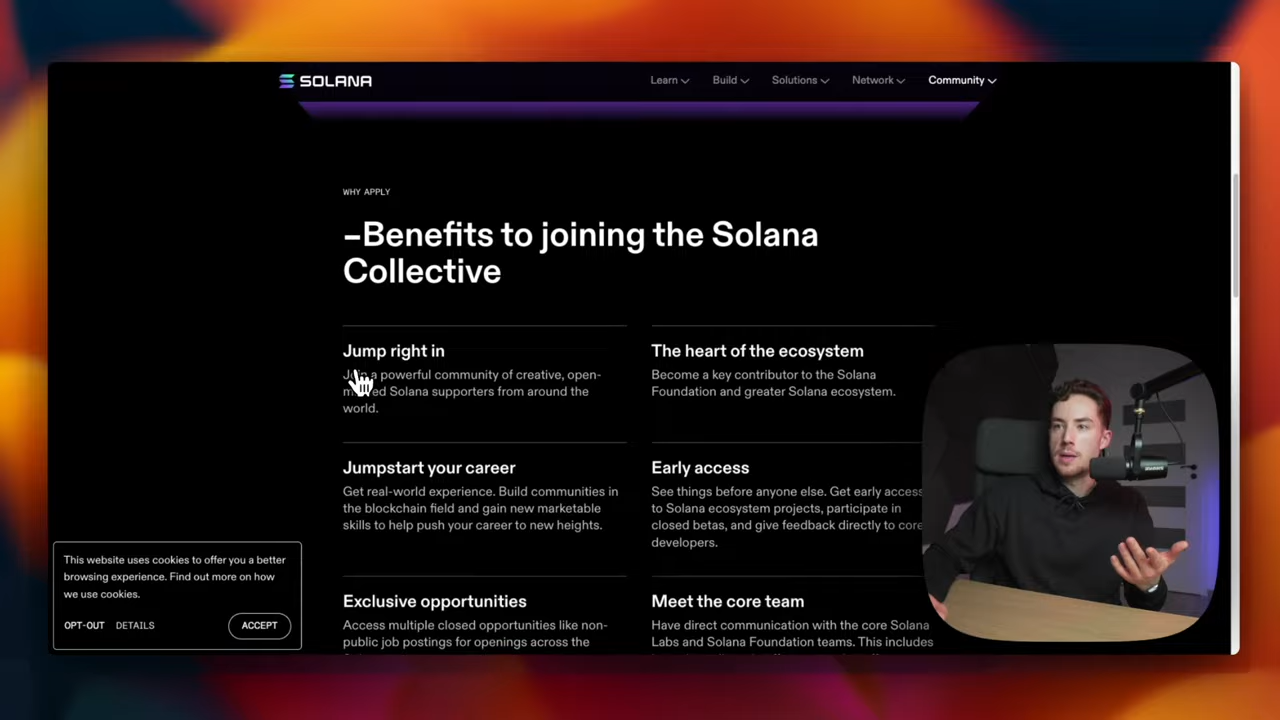 SOLANA
Learn
Build
Solutions
Network
Community
WHY APPLY
–Benefits to joining the Solana
Collective
Jump right in
a powerful community of creative, open-
Solana supporters from around the
world.
The heart of the ecosystem
Become a key contributor to the Solana
Foundation and greater Solana ecosystem.
Jumpstart your career
Get real-world experience. Build communities in
the blockchain field and gain new marketable
skills to help push your career to new heights.
Early access
See things before anyone else. Get early access
to Solana ecosystem projects, participate in
closed betas, and give feedback directly to core
developers.
Exclusive opportunities
Access multiple closed opportunities like non-
public job postings for openings across the
Meet the core team
Have direct communication with the core Solana
Labs and Solana Foundation teams. This includes
This website uses cookies to offer you a better
browsing experience. Find out more on how
we use cookies.
OPT-OUT
DETAILS
ACCEPT